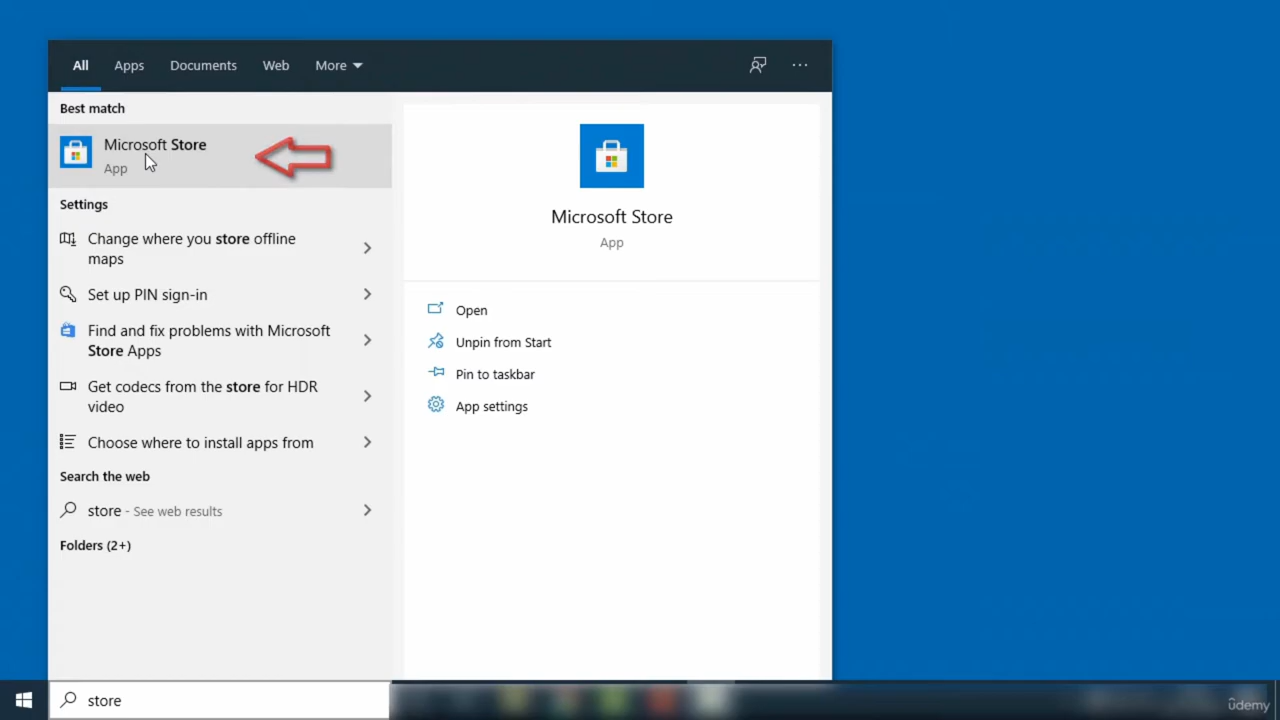 All Apps Documents Web More
Best match
Microsoft Store
App
Settings
Change where you store offline
maps
Set up PIN sign-in
Find and fix problems with Microsoft
Store Apps
Get codecs from the store for HDR
video
Choose where to install apps from
Search the web
store - See web results
Folders (2+)
Microsoft Store
App
Open
Unpin from Start
Pin to taskbar
App settings
store
ûdemy